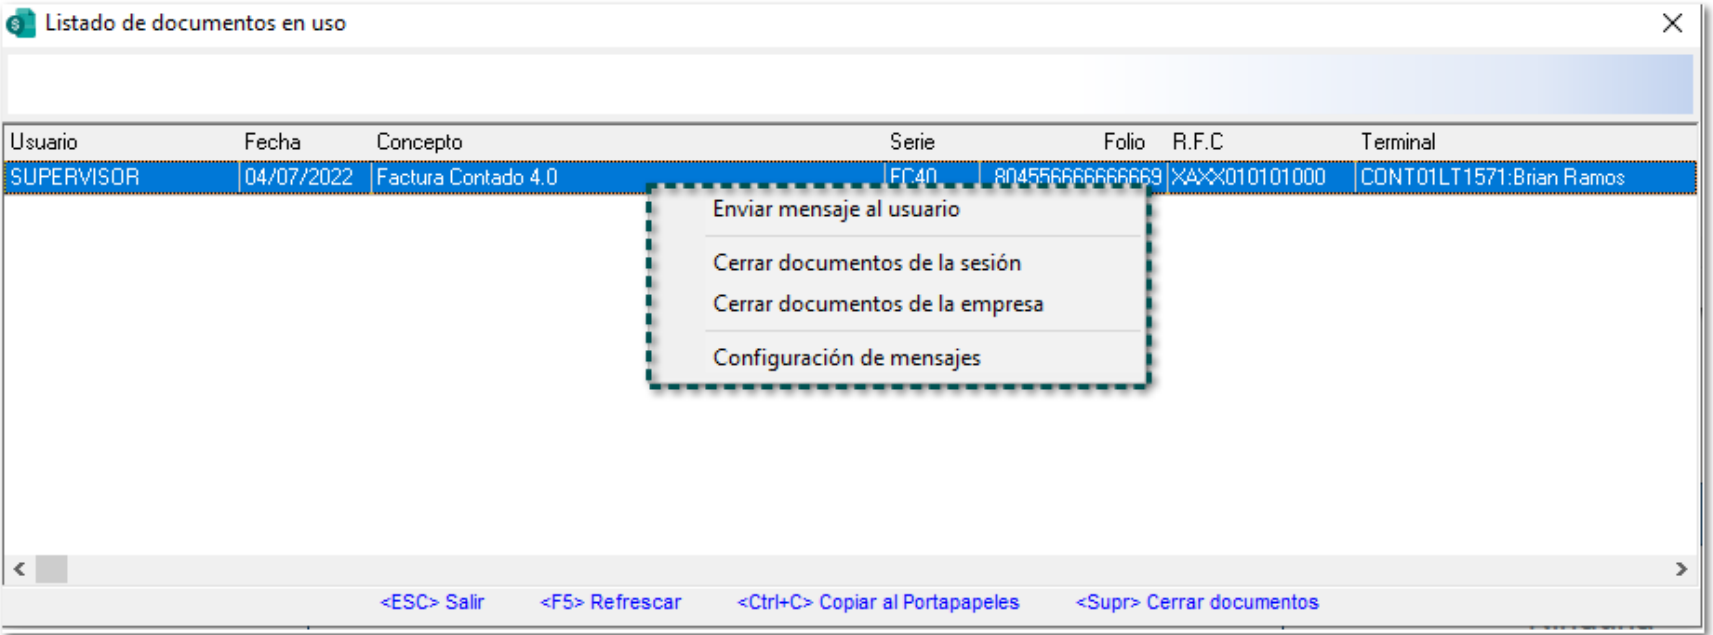 Listado de documentos en uso
Usuario Fecha Concepto Serie Folio R.F.C Terminal
SUPERVISOR 04/07/2022 Factura Contado 4.0 FC40 804556666666669 XAXX010101000 CONT01LT1571:Brian Ramos
Enviar mensaje al usuario
Cerrar documentos de la sesión
Cerrar documentos de la empresa
Configuración de mensajes
<ESC> Salir <F5> Refrescar <Ctrl+C> Copiar al Portapapeles <Supr> Cerrar documentos